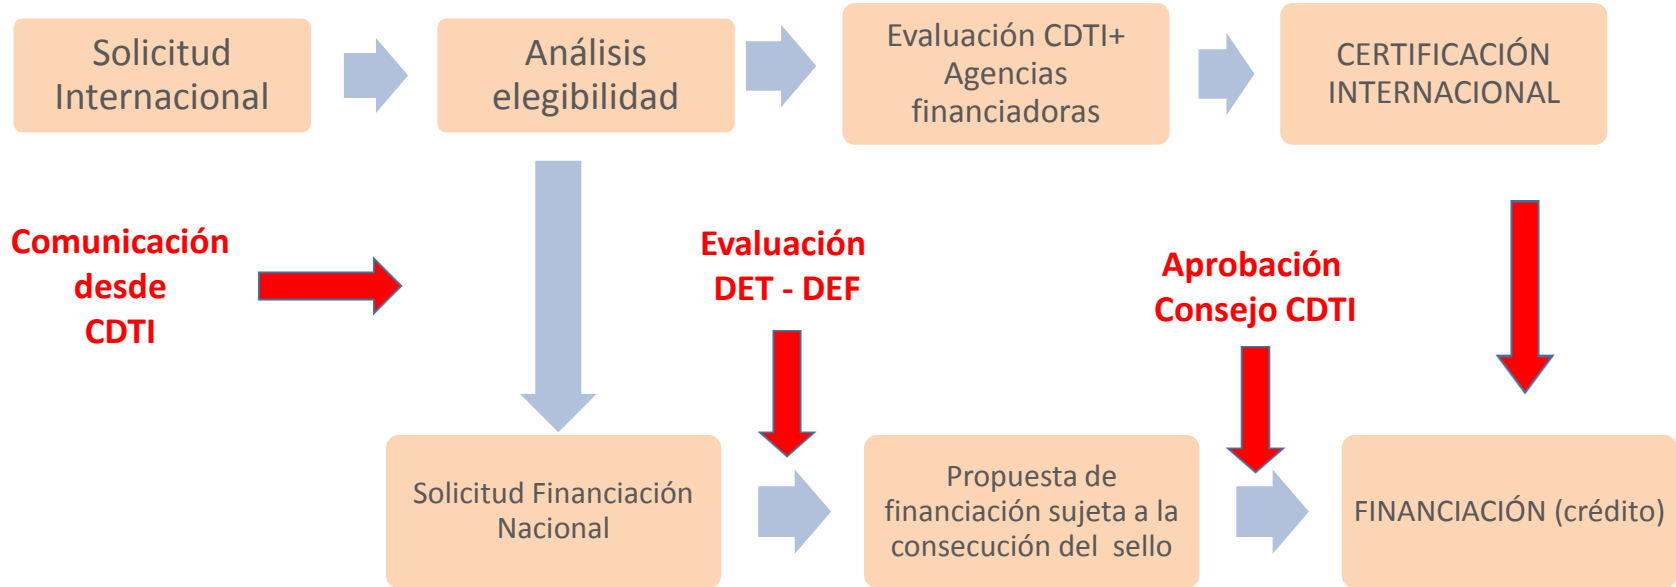 Solicitud
Internacional
Análisis
elegibilidad
Evaluación CDTI+
Agencias
financiadoras
CERTIFICACIÓN
INTERNACIONAL
Comunicación
desde
CDTI
Evaluación
DET - DEF
Aprobación
Consejo CDTI
Solicitud Financiación
Nacional
Propuesta de
financiación sujeta a la
consecución del sello
FINANCIACIÓN (crédito)